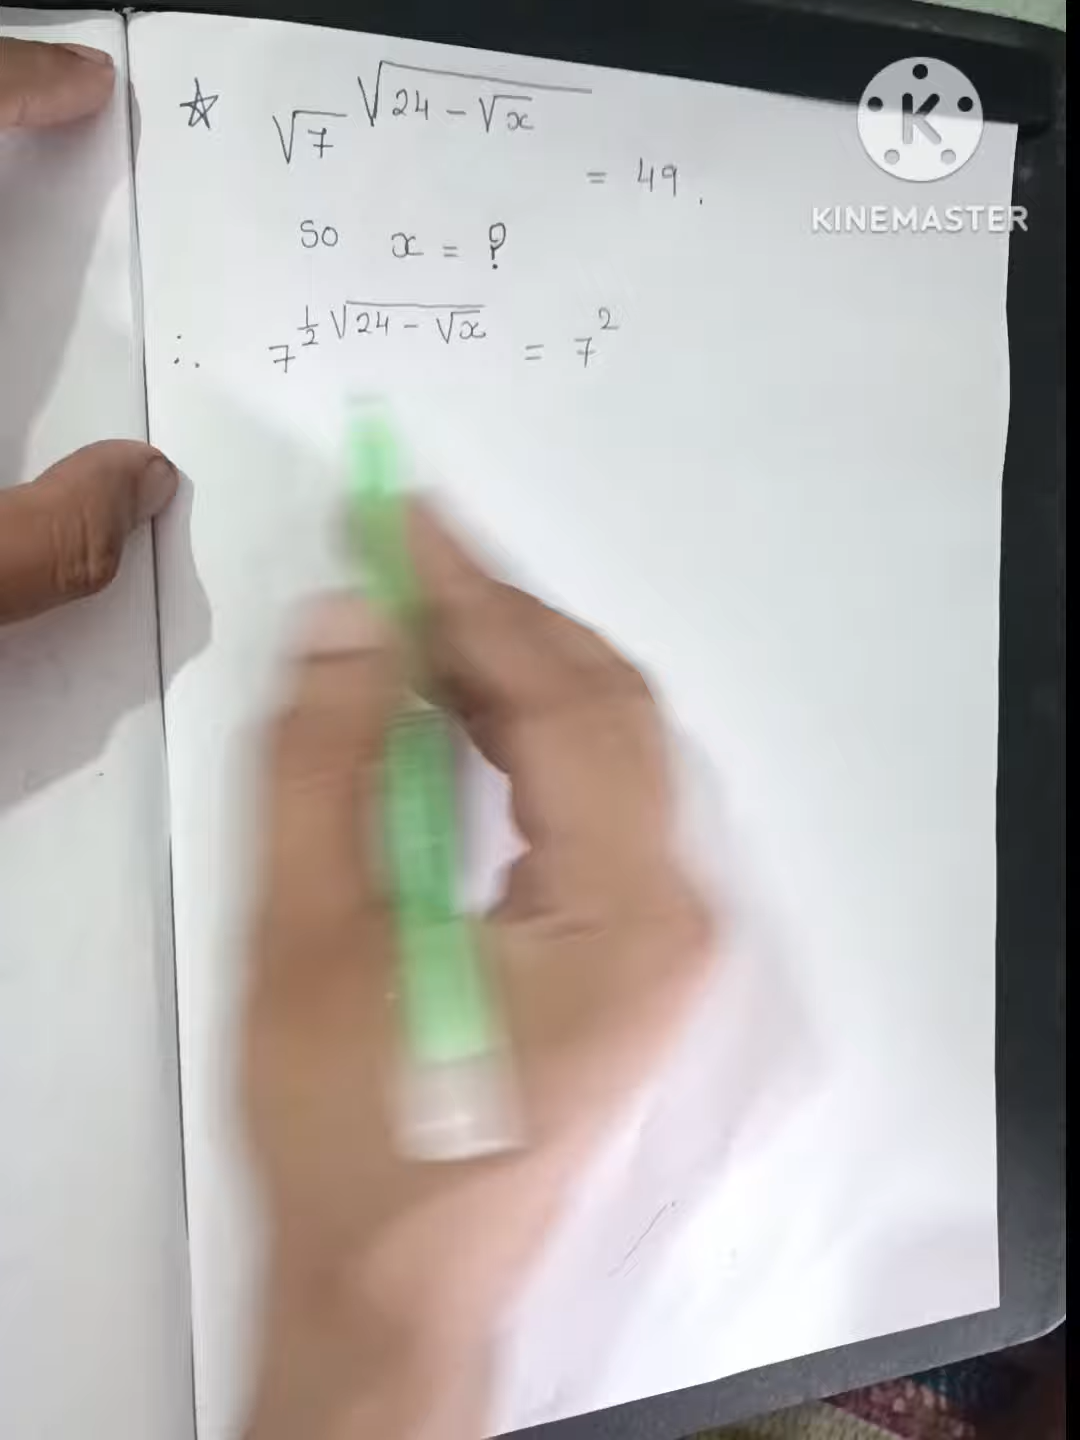 ☆ √7^√(24 - √x) = 49.
So x = ?
∴ 7^(1/2 √(24 - √x)) = 7^2
K
KINEMASTER